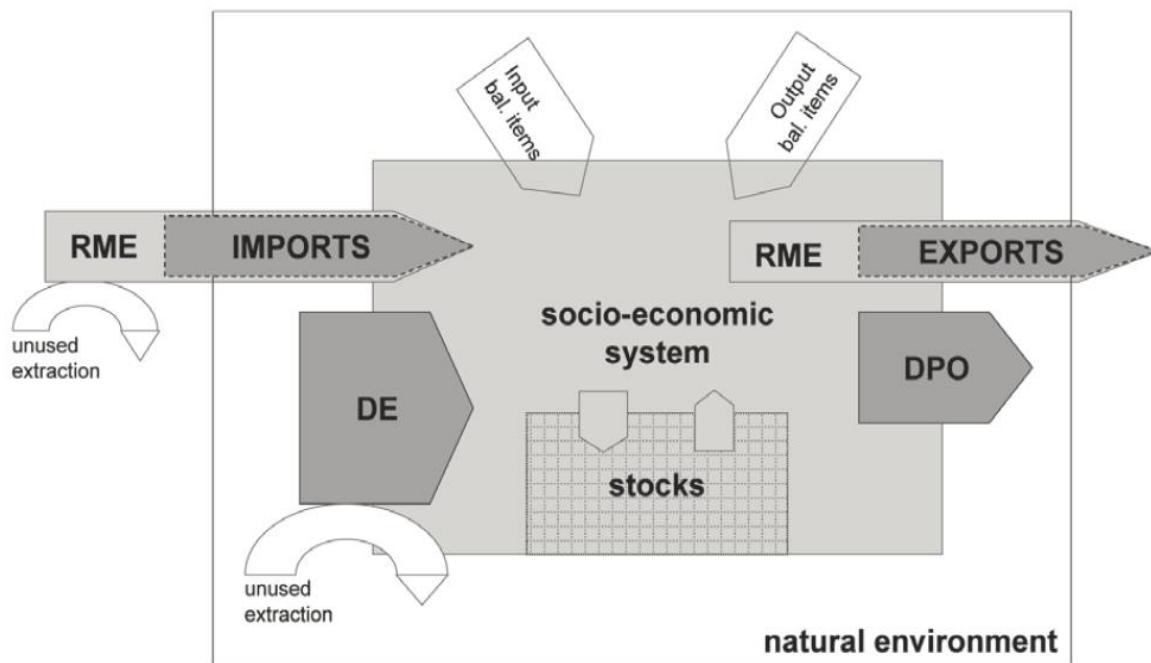 Input
bal. items
Output
bal. items
RME
IMPORTS
RME
EXPORTS
unused
extraction
socio-economic
system
DE
DPO
stocks
unused
extraction
natural environment